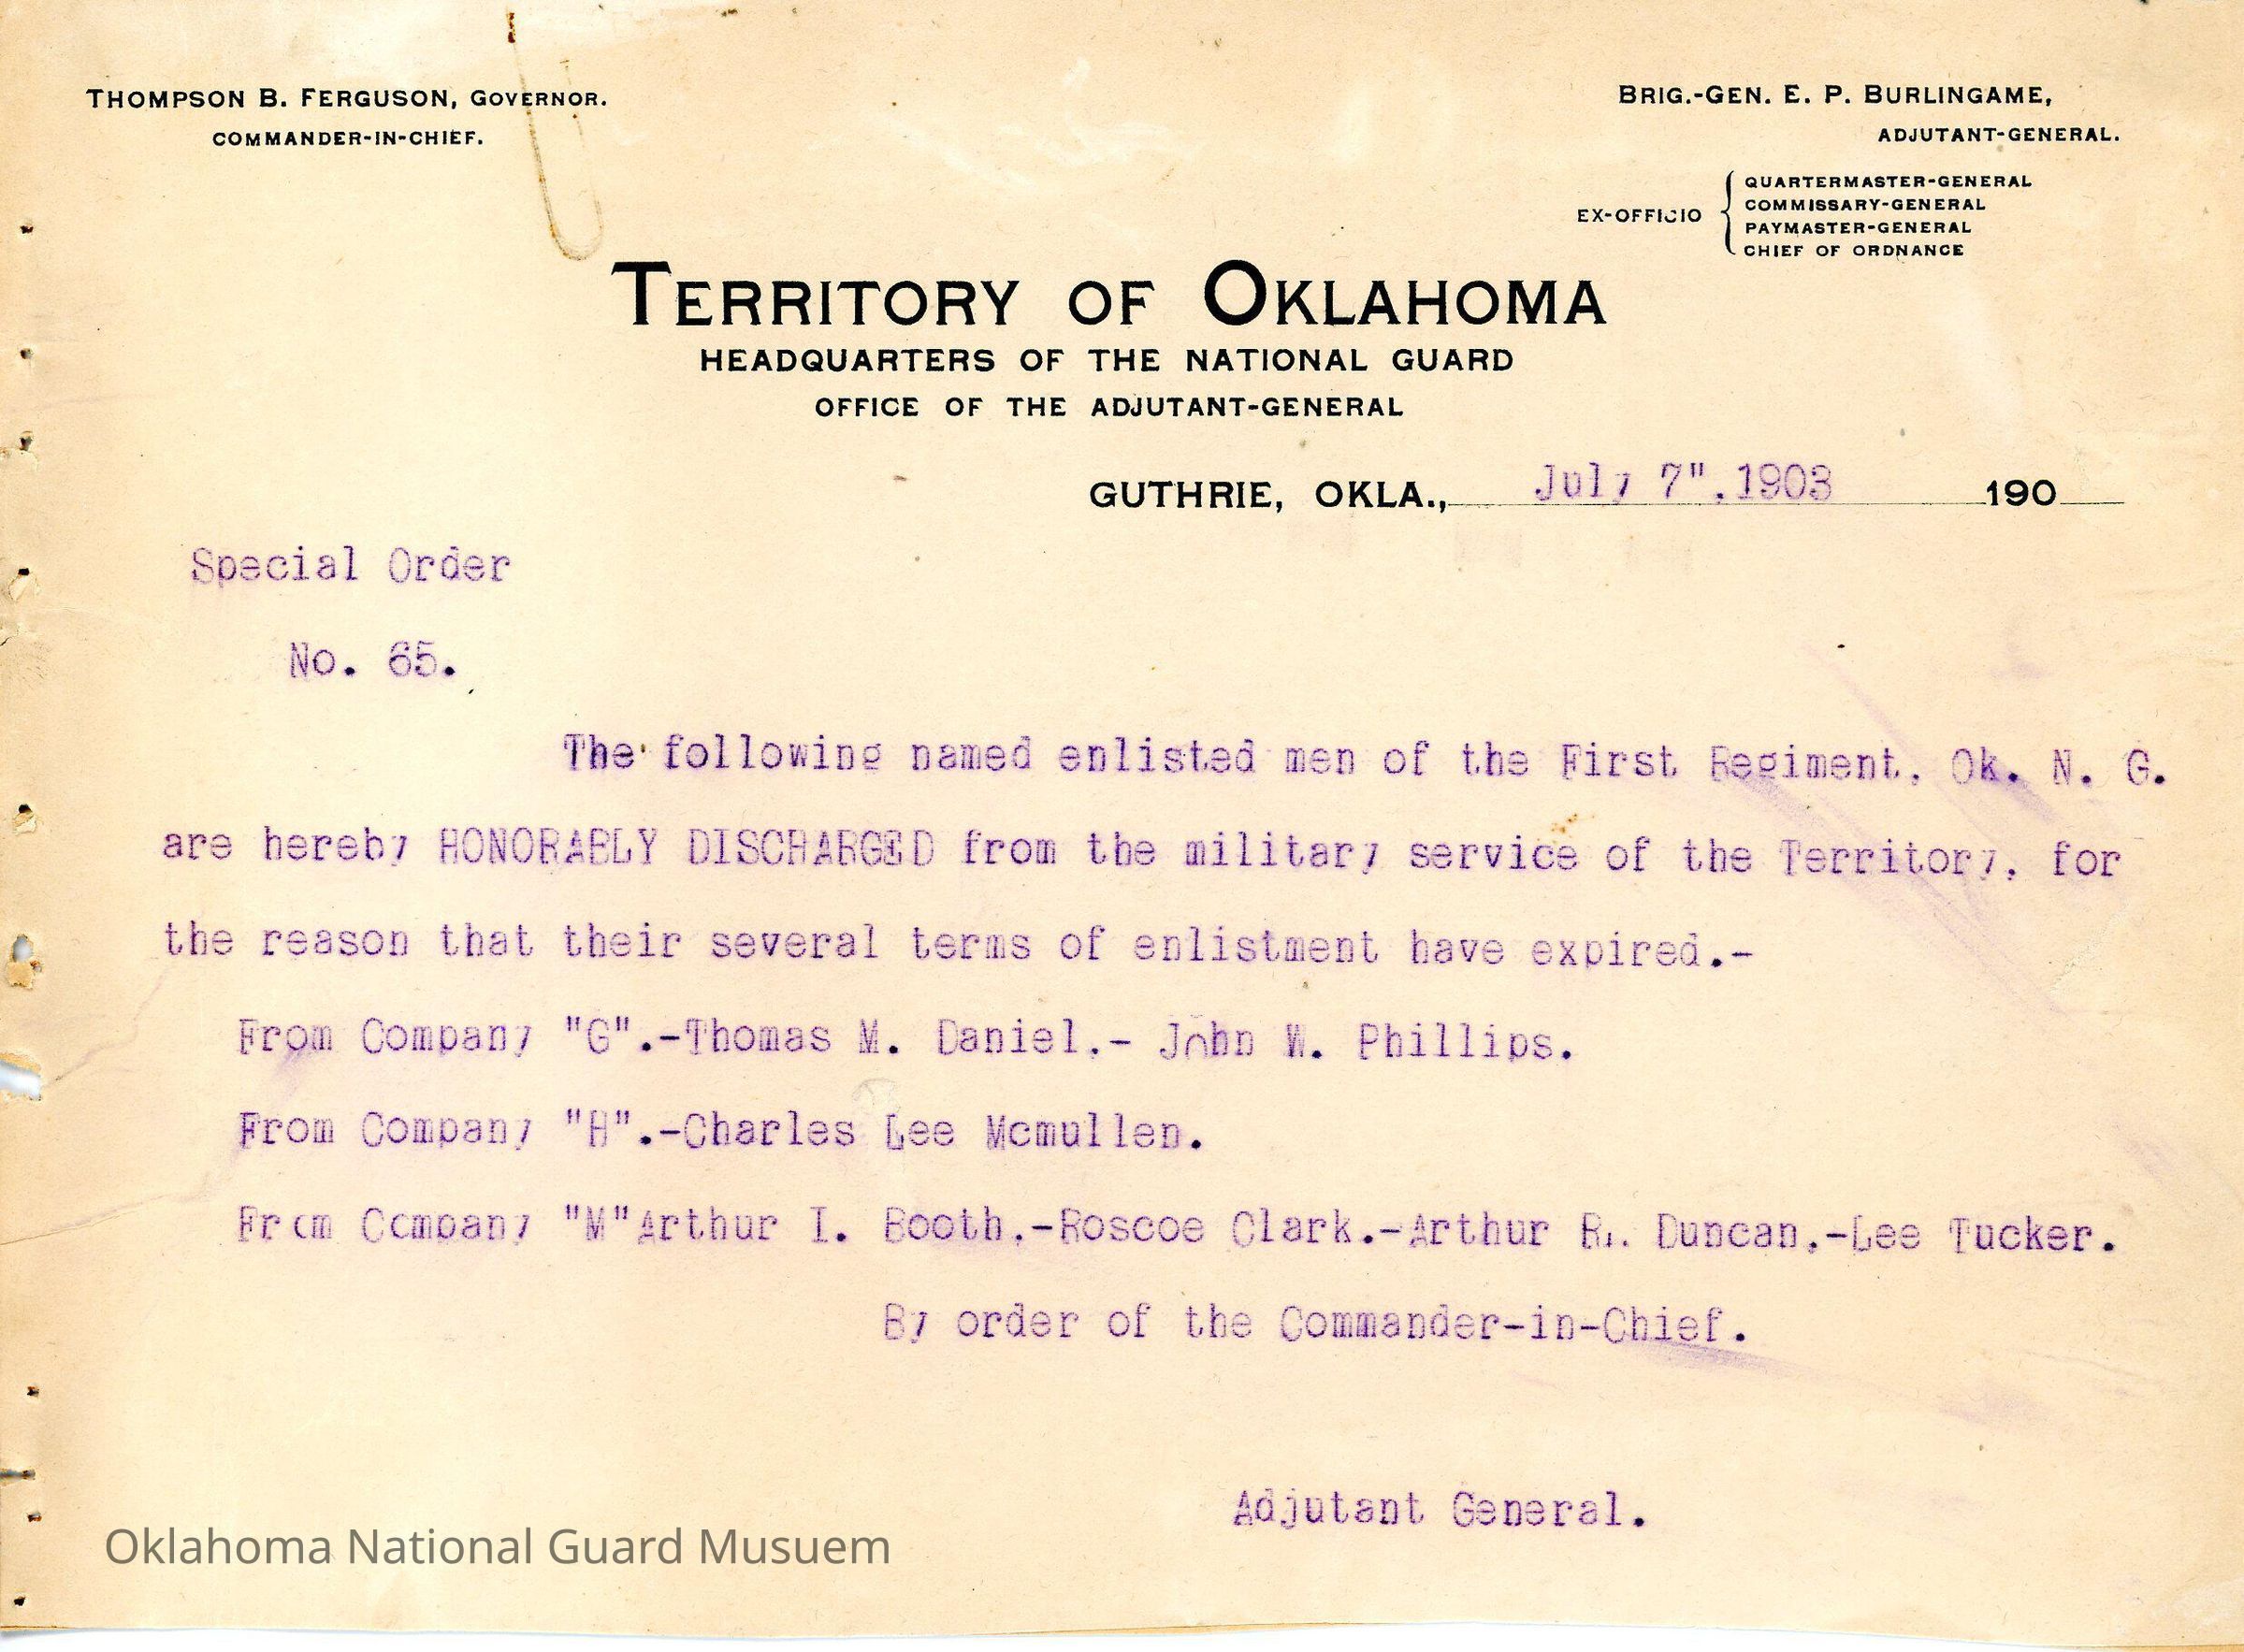 THOMPSON B. FERGUSON, GOVERNOR.
COMMANDER-IN-CHIEF.
BRIG.-GEN. E. P. BURLINGAME,
ADJUTANT-GENERAL.
EX-OFFICIO
QUARTERMASTER-GENERAL
COMMISSARY-GENERAL
PAYMASTER-GENERAL
CHIEF OF ORDNANCE
TERRITORY OF OKLAHOMA
HEADQUARTERS OF THE NATIONAL GUARD
OFFICE OF THE ADJUTANT-GENERAL
GUTHRIE, OKLA., July 7",1903 190
Special Order
No. 65.
The following named enlisted men of the First Regiment, Ok. N. G.
are hereby HONORABLY DISCHARGED from the military service of the Territory, for
the reason that their several terms of enlistment have expired.-
From Company "G".-Thomas M. Daniel.- John W. Phillips.
From Company "H".-Charles Lee Mcmullen.
From Company "M"Arthur I. Booth.-Roscoe Clark.-Arthur R. Duncan.-Lee Tucker.
By order of the Commander-in-Chief.
Adjutant General.
Oklahoma National Guard Musuem